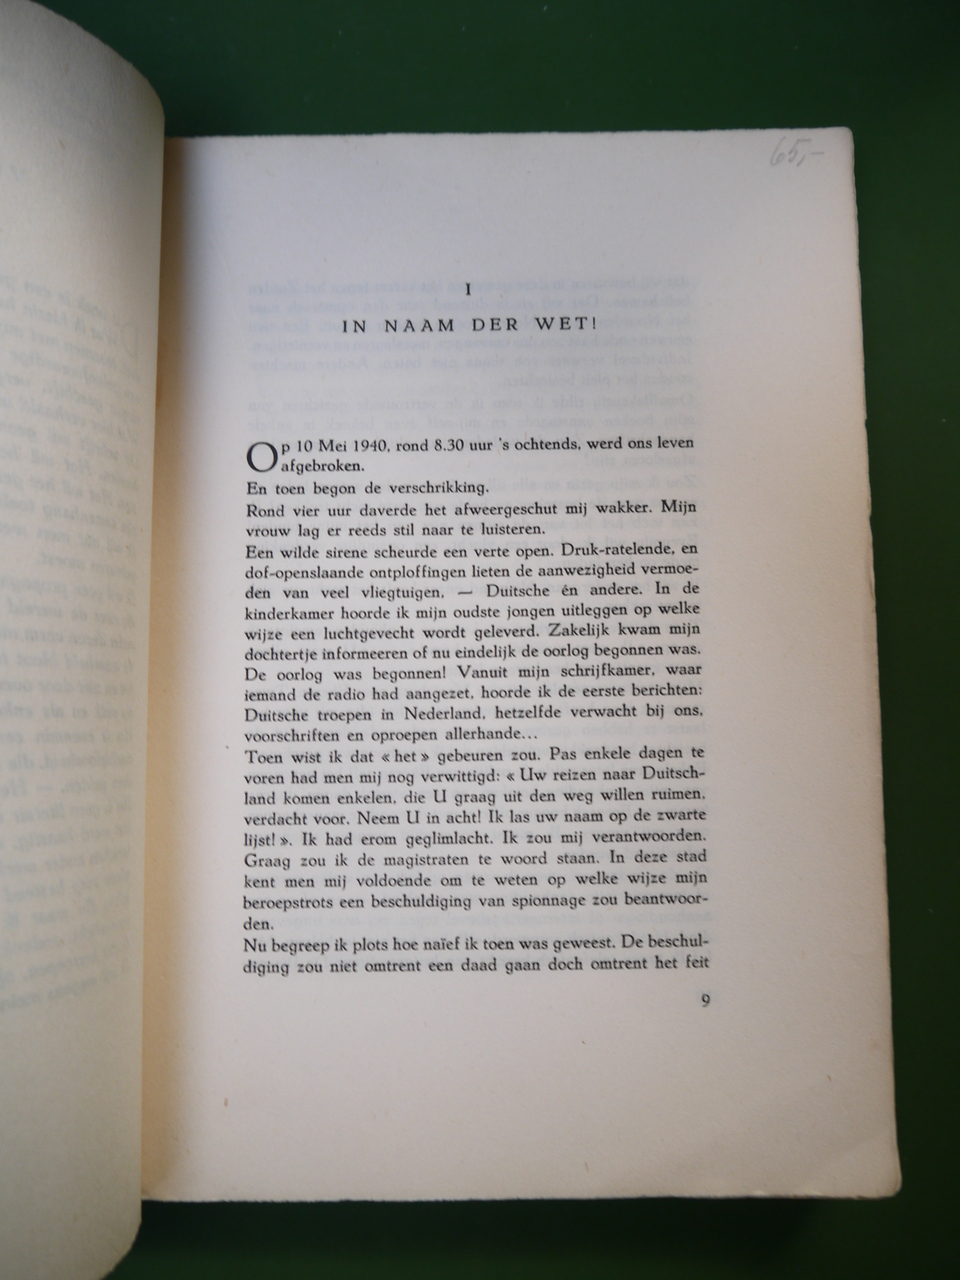 65,-
I
IN NAAM DER WET!
Op 10 Mei 1940, rond 8.30 uur 's ochtends, werd ons leven
afgebroken.
En toen begon de verschrikking.
Rond vier uur daverde het afweergeschut mij wakker. Mijn
vrouw lag er reeds stil naar te luisteren.
Een wilde sirene scheurde een verte open. Druk-ratelende, en
dof-openslaande ontploffingen lieten de aanwezigheid vermoe-
den van veel vliegtuigen, — Duitsche én andere. In de
kinderkamer hoorde ik mijn oudste jongen uitleggen op welke
wijze een luchtgevecht wordt geleverd. Zakelijk kwam mijn
dochtertje informeeren of nu eindelijk de oorlog begonnen was.
De oorlog was begonnen! Vanuit mijn schrijfkamer, waar
iemand de radio had aangezet, hoorde ik de eerste berichten:
Duitsche troepen in Nederland, hetzelfde verwacht bij ons,
voorschriften en oproepen allerhande...
Toen wist ik dat « het » gebeuren zou. Pas enkele dagen te
voren had men mij nog verwittigd: « Uw reizen naar Duitsch-
land komen enkelen, die U graag uit den weg willen ruimen,
verdacht voor. Neem U in acht! Ik las uw naam op de zwarte
lijst! ». Ik had erom geglimlacht. Ik zou mij verantwoorden.
Graag zou ik de magistraten te woord staan. In deze stad
kent men mij voldoende om te weten op welke wijze mijn
beroepstrots een beschuldiging van spionnage zou beantwoor-
den.
Nu begreep ik plots hoe naïef ik toen was geweest. De beschul-
diging zou niet omtrent een daad gaan doch omtrent het feit
9